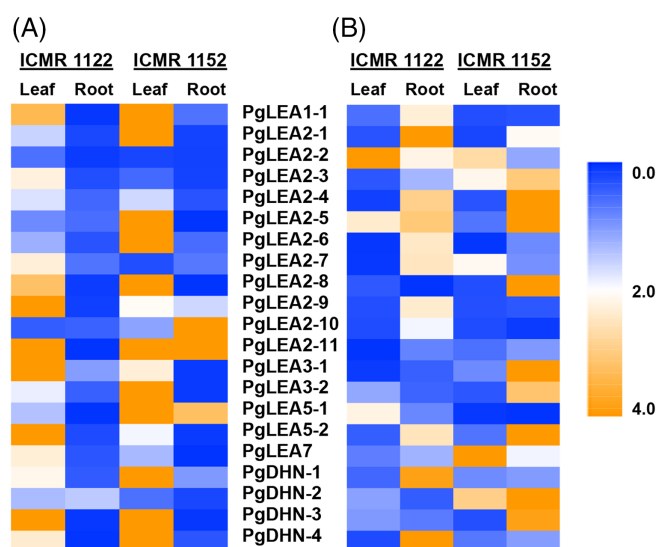 (A) (B)
ICMR 1122 ICMR 1152 ICMR 1122 ICMR 1152
Leaf Root Leaf Root Leaf Root Leaf Root
PgLEA1-1
PgLEA2-1
PgLEA2-2
PgLEA2-3
PgLEA2-4
PgLEA2-5
PgLEA2-6
PgLEA2-7
PgLEA2-8
PgLEA2-9
PgLEA2-10
PgLEA2-11
PgLEA3-1
PgLEA3-2
PgLEA5-1
PgLEA5-2
PgLEA7
PgDHN-1
PgDHN-2
PgDHN-3
PgDHN-4
0.0
2.0
4.0